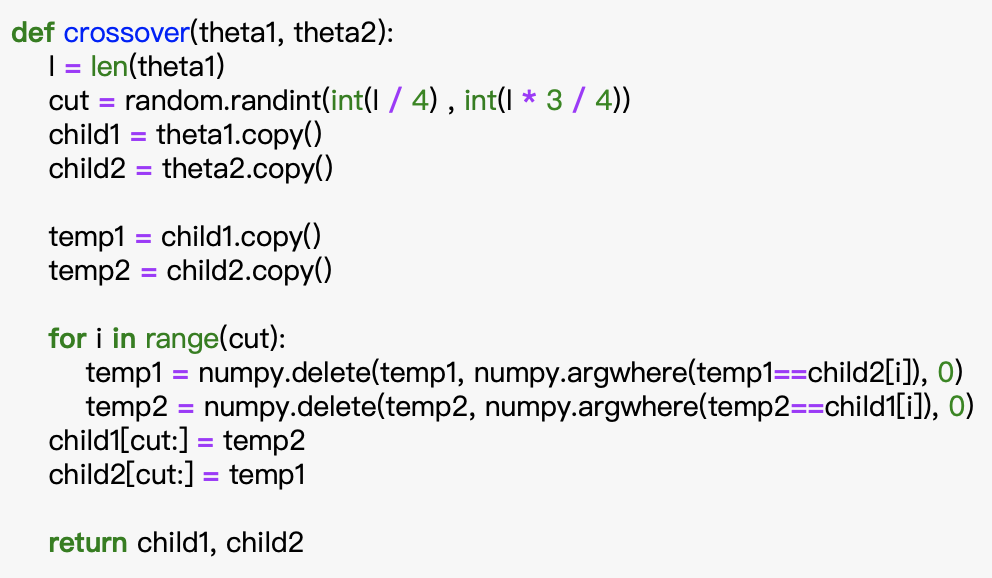 def crossover(theta1, theta2):
    l = len(theta1)
    cut = random.randint(int(l / 4) , int(l * 3 / 4))
    child1 = theta1.copy()
    child2 = theta2.copy()

    temp1 = child1.copy()
    temp2 = child2.copy()

    for i in range(cut):
        temp1 = numpy.delete(temp1, numpy.argwhere(temp1==child2[i]), 0)
        temp2 = numpy.delete(temp2, numpy.argwhere(temp2==child1[i]), 0)
    child1[cut:] = temp2
    child2[cut:] = temp1

    return child1, child2